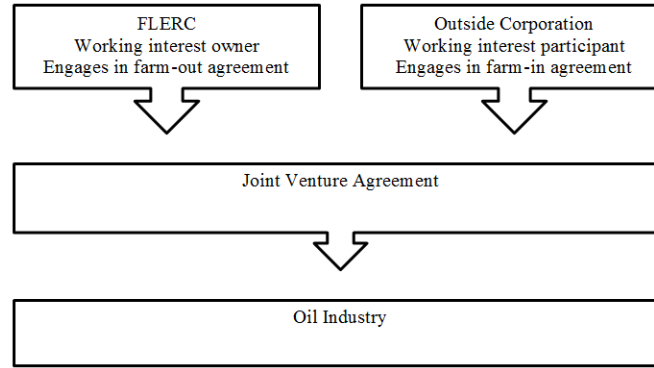 FLERC
Working interest owner
Engages in farm-out agreement
Outside Corporation
Working interest participant
Engages in farm-in agreement
Joint Venture Agreement
Oil Industry